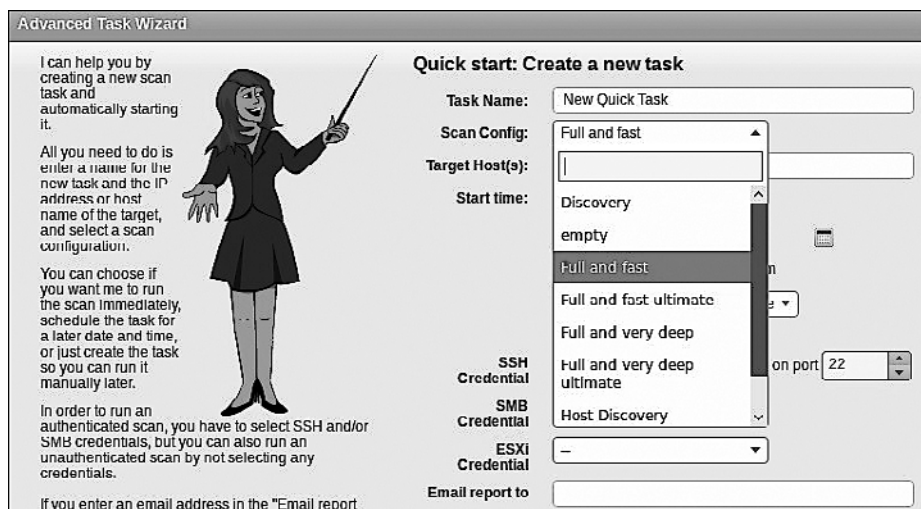 Advanced Task Wizard
I can help you by
creating a new scan
task and
automatically starting
it.
All you need to do is
enter a name for the
new task and the IP
address or host
name of the target,
and select a scan
configuration.
You can choose if
you want me to run
the scan immediately,
schedule the task for
a later date and time,
or just create the task
so you can run it
manually later.
In order to run an
authenticated scan, you have to select SSH and/or
SMB credentials, but you can also run an
unauthenticated scan by not selecting any
credentials.
If you enter an email address in the "Email report
Quick start: Create a new task
Task Name: New Quick Task
Scan Config: Full and fast
Target Host(s):
Start time:
Discovery
empty
Full and fast
Full and fast ultimate
Full and very deep
Full and very deep
ultimate
Host Discovery
SSH
Credential
on port 22
SMB
Credential
ESXi
Credential
--
Email report to